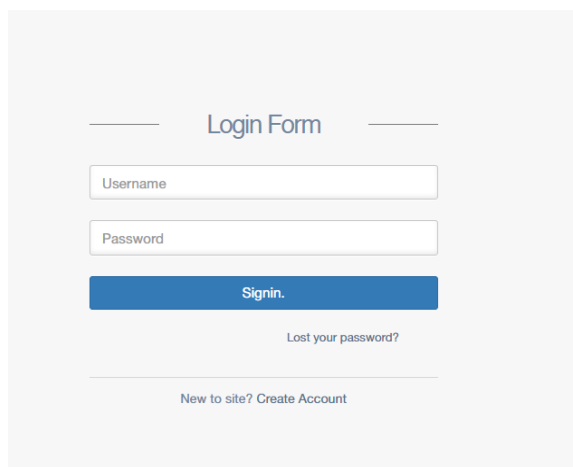 Login Form
Username
Password
Signin.
Lost your password?
New to site? Create Account